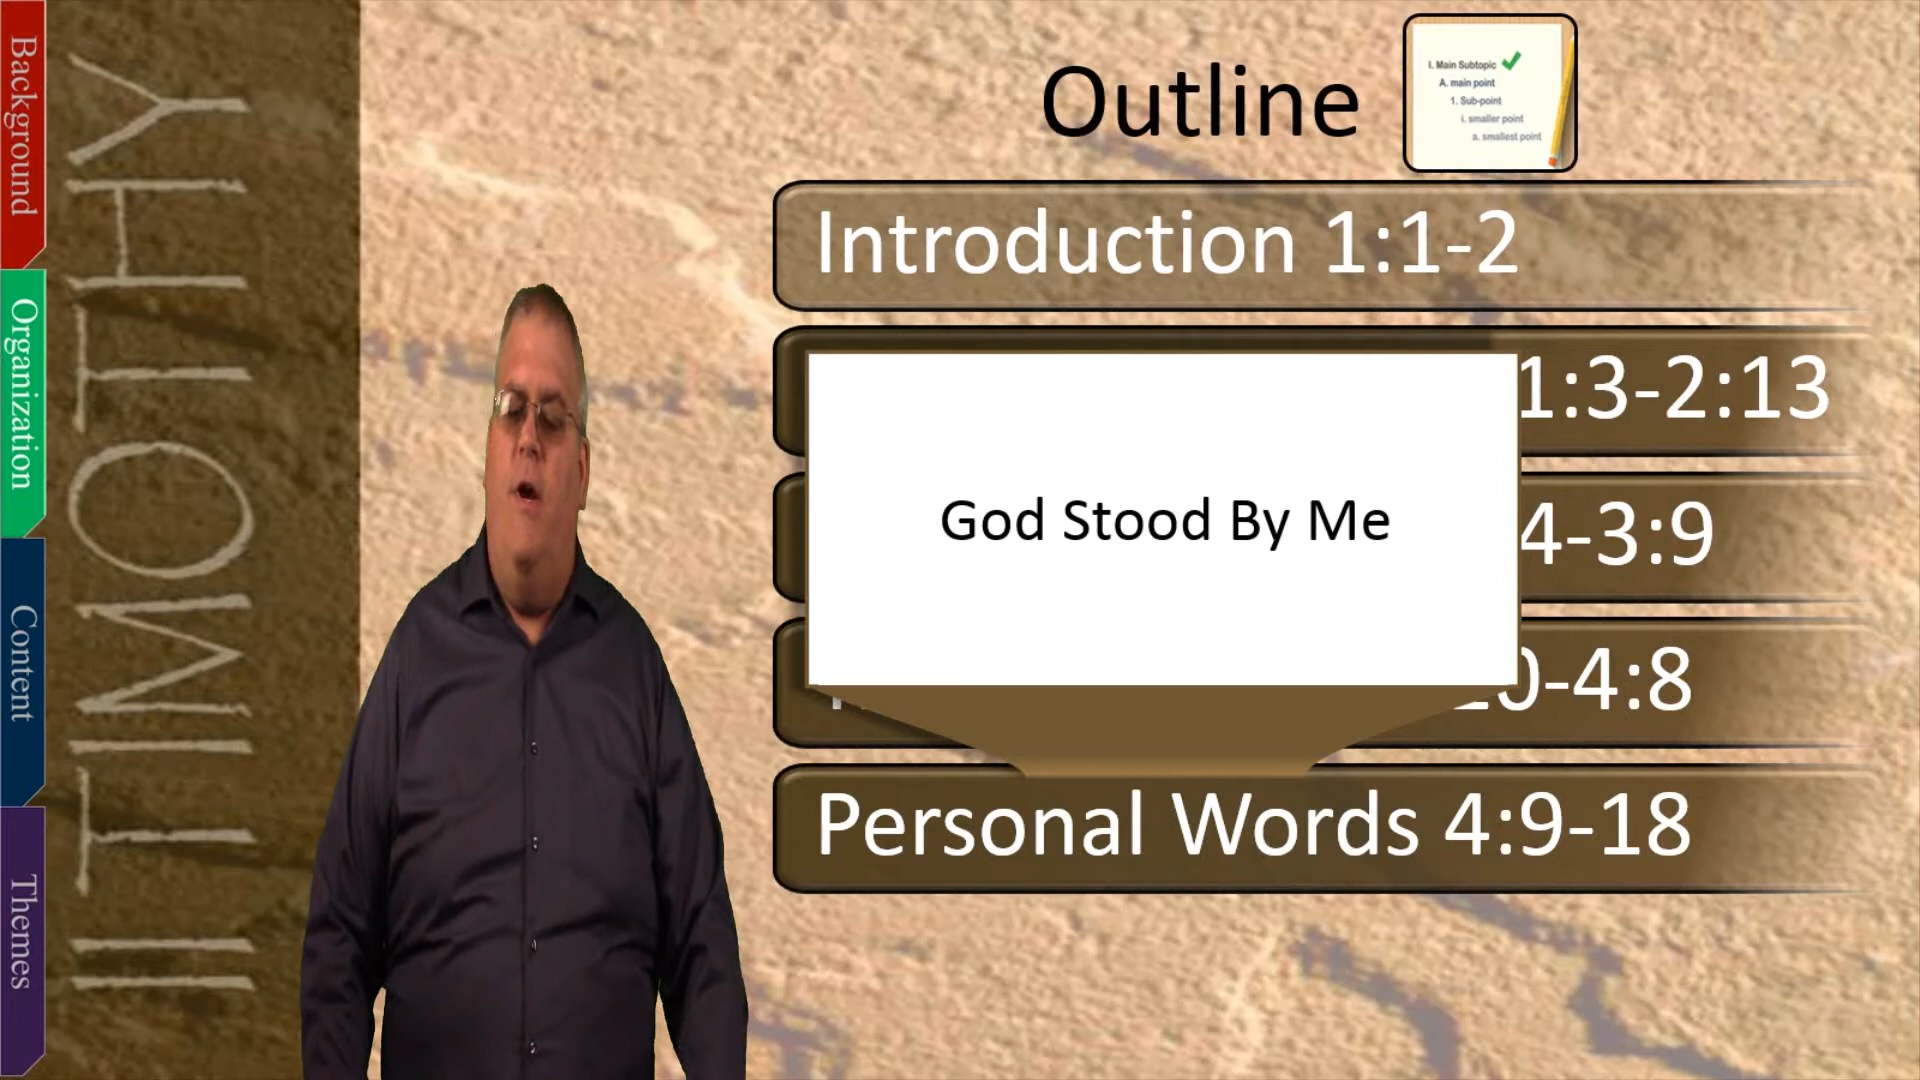 Background
Organization
Content
Themes
II TIMOTHY
Outline
I. Main Subtopic
A. main point
1. Sub-point
i. smaller point
a. smallest point
Introduction 1:1-2
1:3-2:13
4-3:9
0-4:8
God Stood By Me
Personal Words 4:9-18